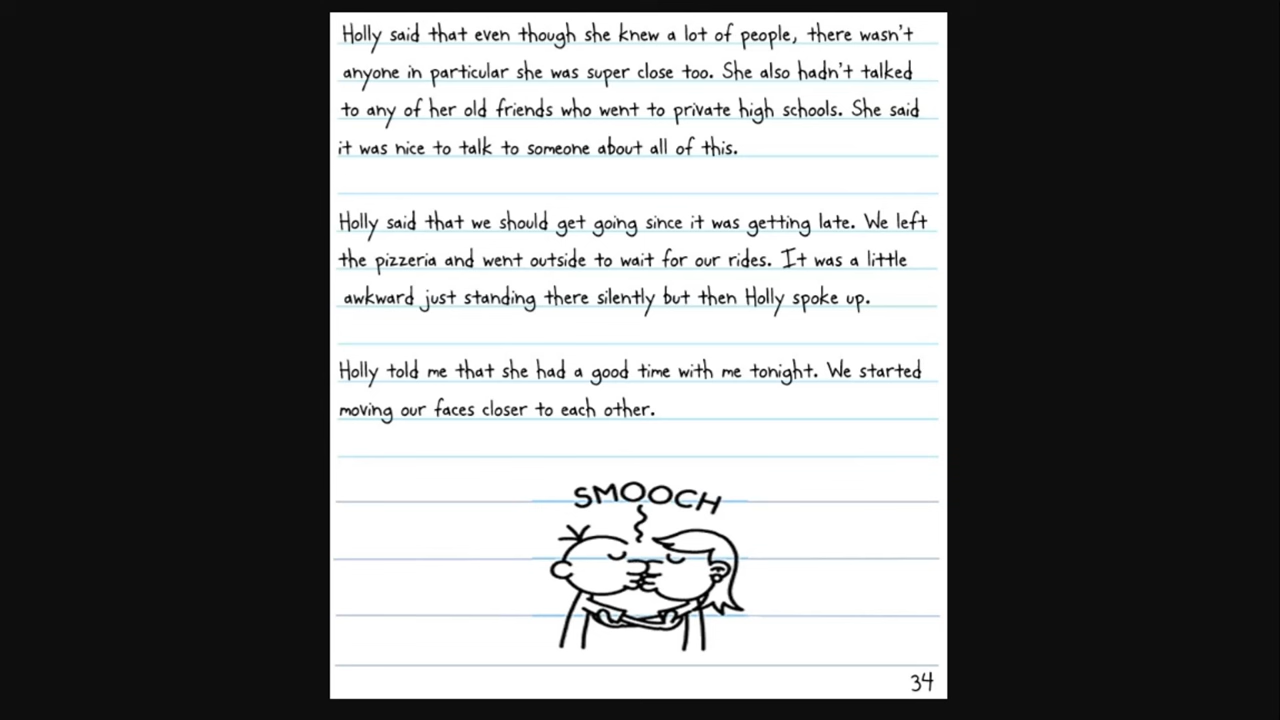 Holly said that even though she knew a lot of people, there wasn't
anyone in particular she was super close too. She also hadn't talked
to any of her old friends who went to private high schools. She said
it was nice to talk to someone about all of this.
Holly said that we should get going since it was getting late. We left
the pizzeria and went outside to wait for our rides. It was a little
awkward just standing there silently but then Holly spoke up.
Holly told me that she had a good time with me tonight. We started
moving our faces closer to each other.
SMOOCH
34